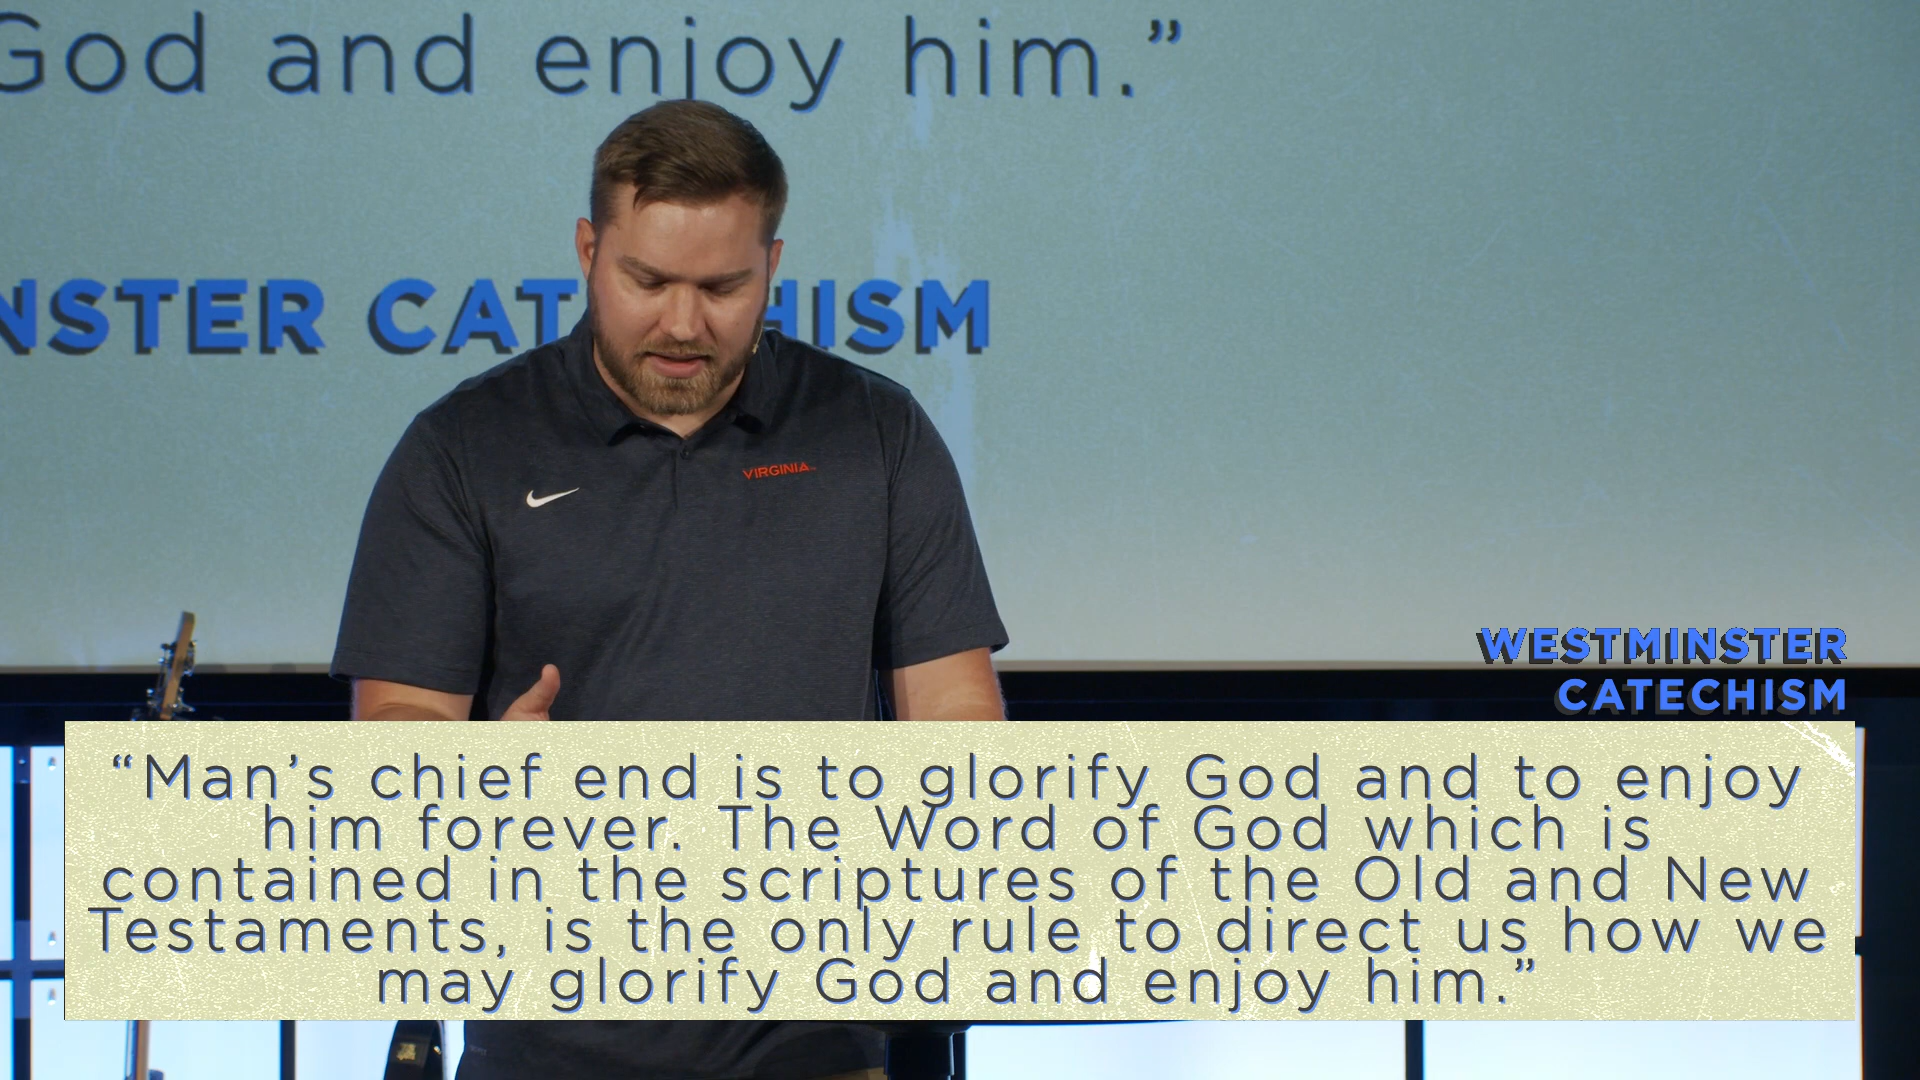 God and enjoy him.”
NSTER CATECHISM
VIRGINIA
WESTMINSTER
CATECHISM
“Man’s chief end is to glorify God and to enjoy
him forever. The Word of God which is
contained in the scriptures of the Old and New
Testaments, is the only rule to direct us how we
may glorify God and enjoy him.”